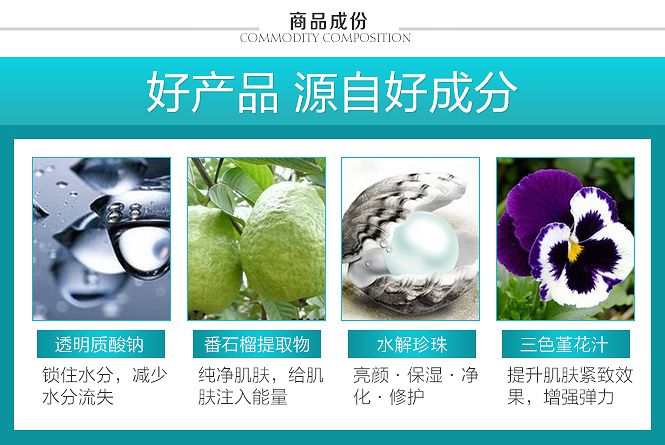 商品成份
COMMODITY COMPOSITION
好产品 源自好成分
透明质酸钠
锁住水分，减少
水分流失
番石榴提取物
纯净肌肤，给肌
肤注入能量
水解珍珠
亮颜·保湿·净
化·修护
三色堇花汁
提升肌肤紧致效
果，增强弹力